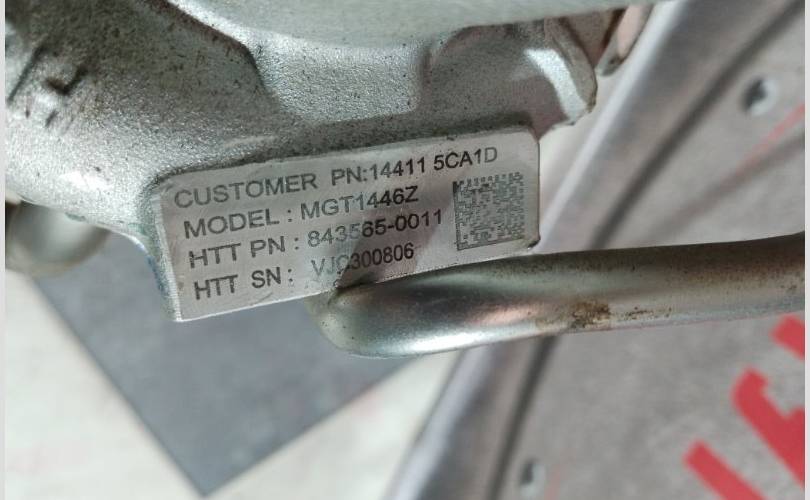 CUSTOMER PN:14411 5CA1D
MODEL : MGT1446Z
HTT PN : 843565-0011
HTT SN : VJC300806